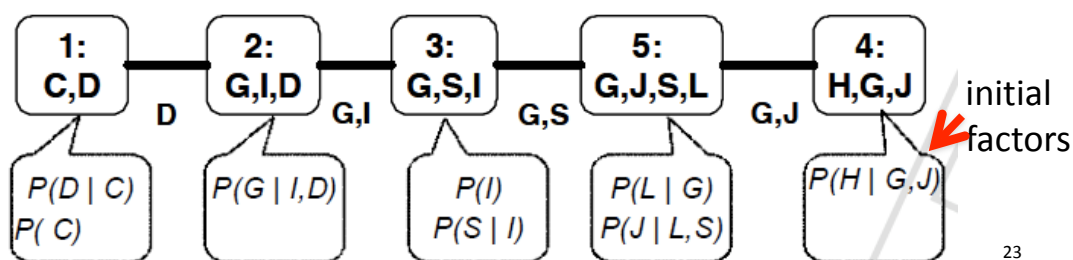 1:
C,D
2:
G,I,D
3:
G,S,I
5:
G,J,S,L
4:
H,G,J
D
G,I
G,S
G,J
initial
factors
P(D | C)
P( C)
P(G | I,D)
P(I)
P(S | I)
P(L | G)
P(J | L,S)
P(H | G,J)
23